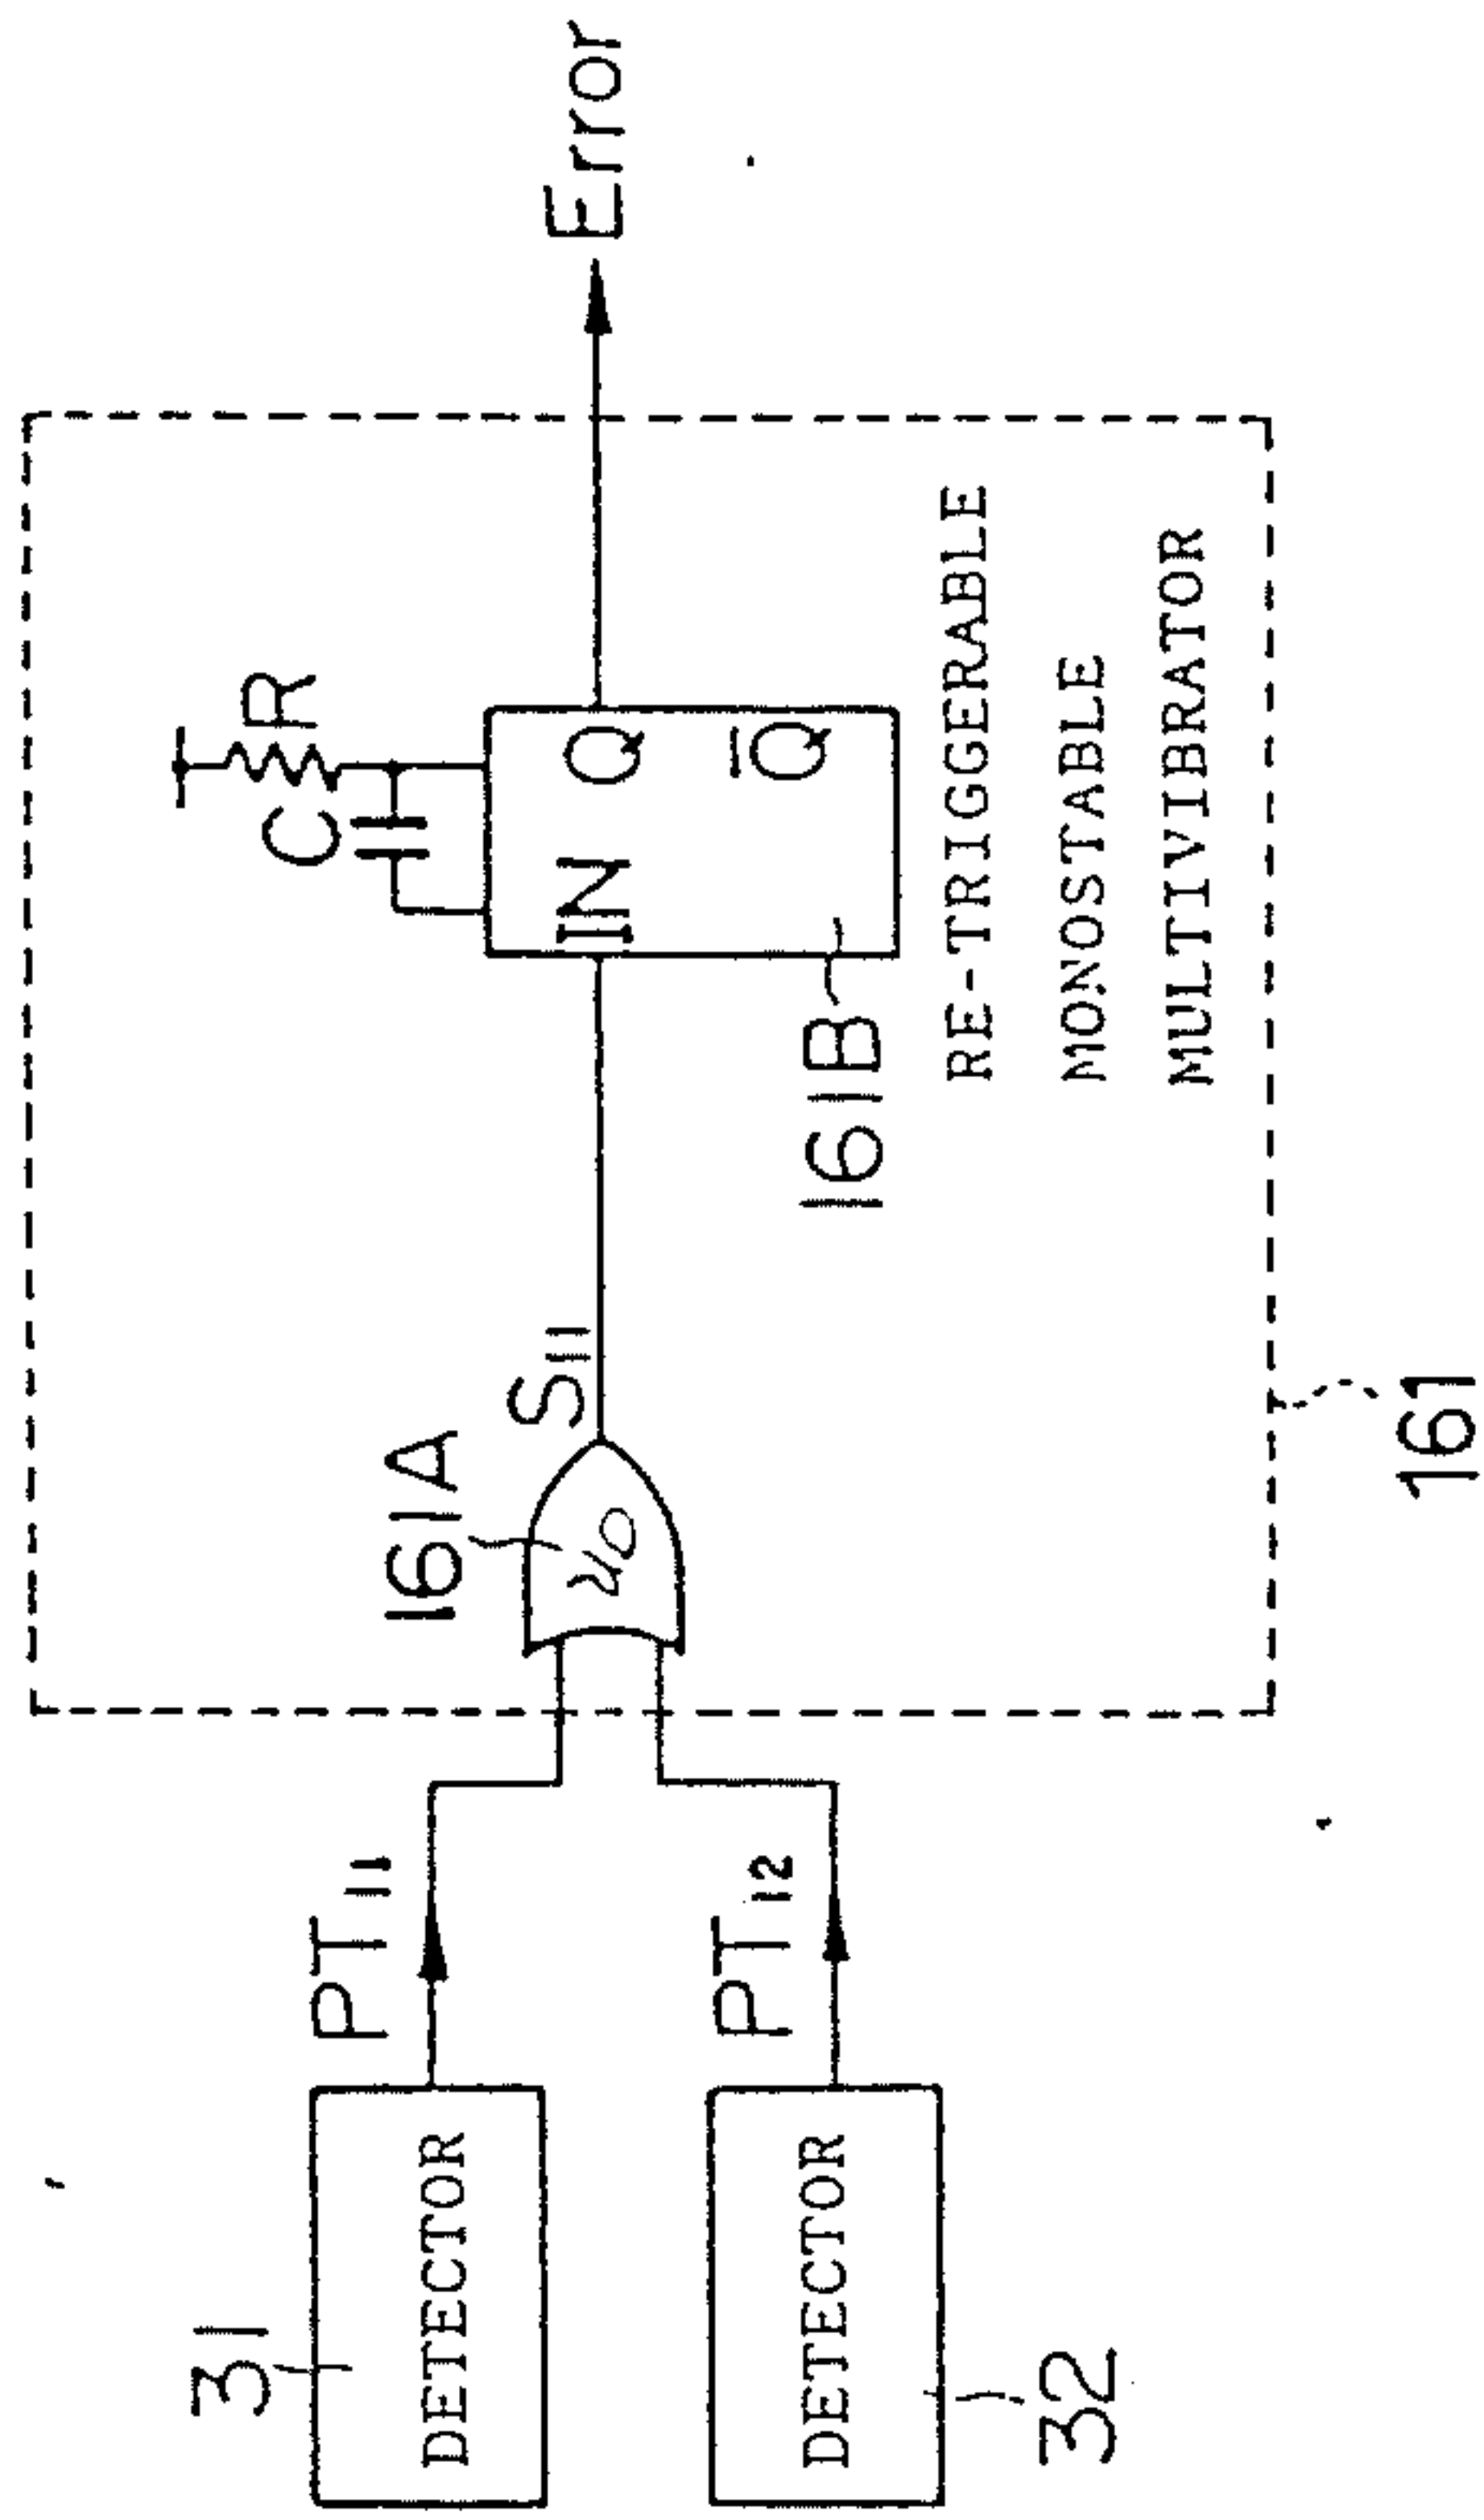 31
DETECTOR
PT11
32
DETECTOR
PT12
161A
S11
C
R
IN Q
Q̅
161B
RE-TRIGGERABLE
MONOSTABLE
MULTIVIBRATOR
Error
161